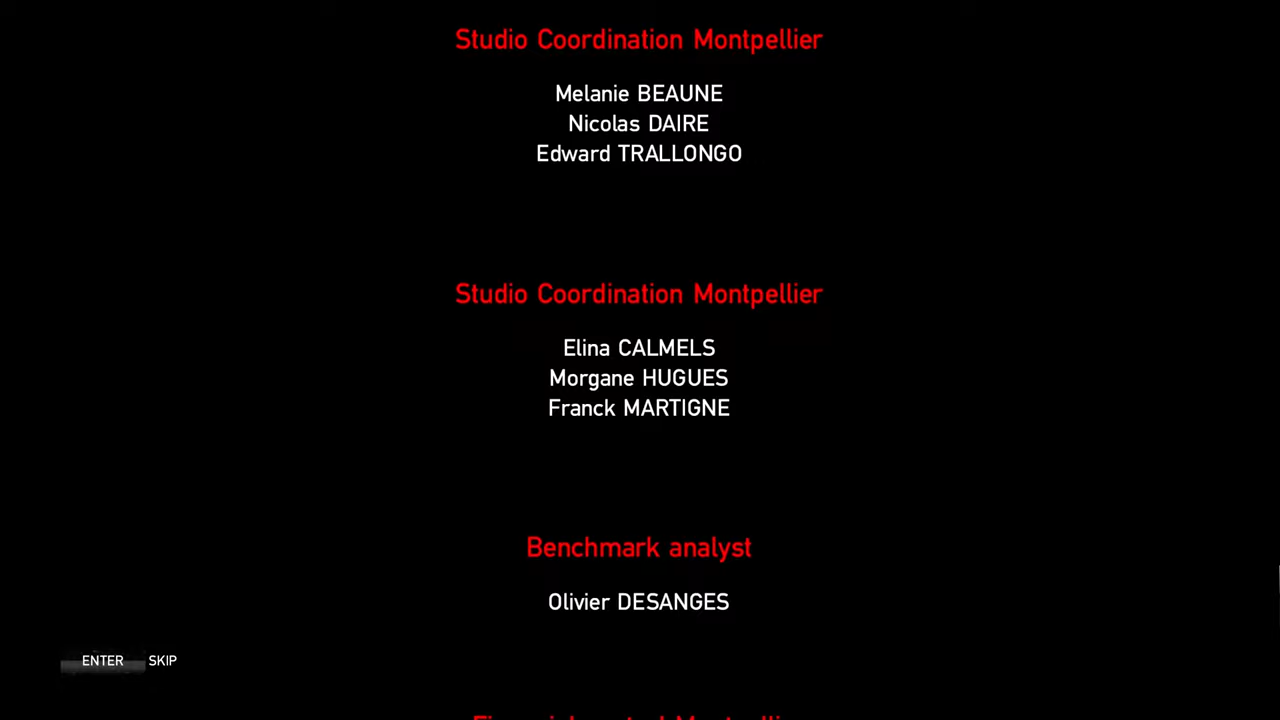 Studio Coordination Montpellier
Melanie BEAUNE
Nicolas DAIRE
Edward TRALLONGO
Studio Coordination Montpellier
Elina CALMELS
Morgane HUGUES
Franck MARTIGNE
Benchmark analyst
Olivier DESANGES
ENTER SKIP